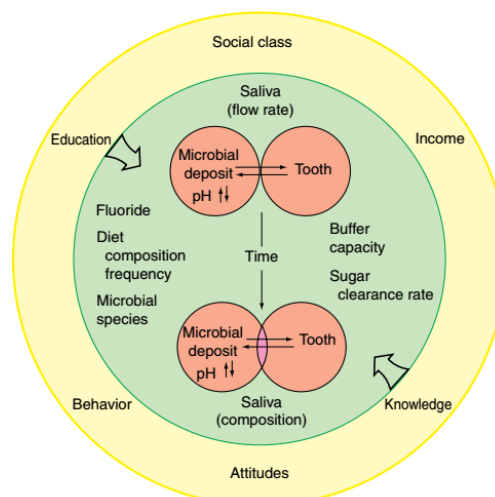 Social class
Saliva
(flow rate)
Education
Income
Microbial
deposit
pH
Tooth
Fluoride
Diet
composition
frequency
Microbial
species
Time
Buffer
capacity
Sugar
clearance rate
Microbial
deposit
pH
Tooth
Saliva
(composition)
Behavior
Knowledge
Attitudes